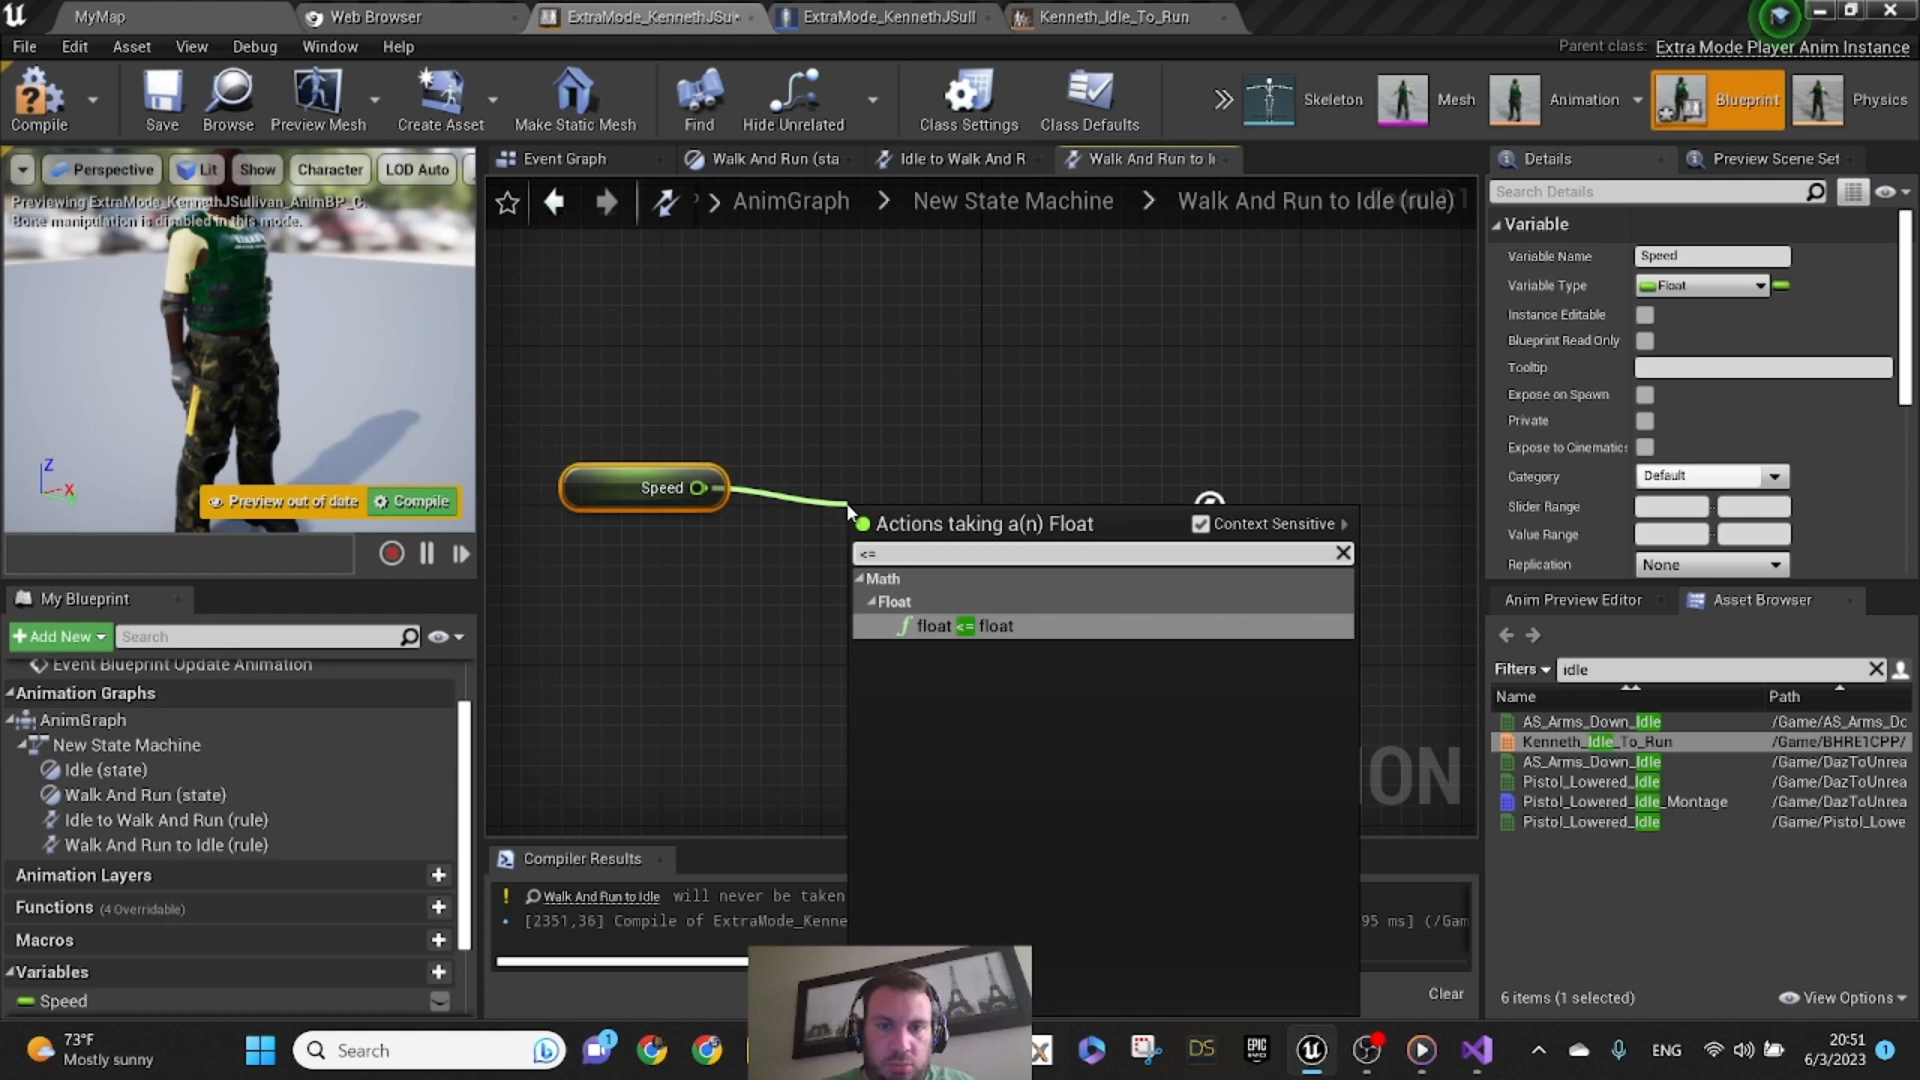 MyMap
Web Browser
ExtraMode_KennethJSu
ExtraMode_KennethJSull
Kenneth_Idle_To_Run
File Edit Asset View Debug Window Help
Parent class: Extra Mode Player Anim Instance
Compile
Save
Browse
Preview Mesh
Create Asset
Make Static Mesh
Find
Hide Unrelated
Class Settings
Class Defaults
Skeleton
Mesh
Animation
Blueprint
Physics
Perspective Lit Show Character LOD Auto
Previewing ExtraMode_KennethJSullivan_AnimBP_C.
Bone manipulation is disabled in this mode.
Z
X
Preview out of date Compile
Event Graph
Walk And Run (sta
Idle to Walk And R
Walk And Run to I
AnimGraph > New State Machine > Walk And Run to Idle (rule)
Speed
Actions taking a(n) Float
Context Sensitive
<=
Math
Float
float <= float
ON
Compiler Results
! Walk And Run to Idle will never be taken
[2351,36] Compile of ExtraMode_Kenne
95 ms] (/Gam
Clear
My Blueprint
Add New
Search
Event Blueprint Update Animation
Animation Graphs
AnimGraph
New State Machine
Idle (state)
Walk And Run (state)
Idle to Walk And Run (rule)
Walk And Run to Idle (rule)
Animation Layers
Functions (4 Overridable)
Macros
Variables
Speed
Details
Preview Scene Set
Search Details
Variable
Variable Name Speed
Variable Type Float
Instance Editable
Blueprint Read Only
Tooltip
Expose on Spawn
Private
Expose to Cinematics
Category Default
Slider Range
Value Range
Replication None
Anim Preview Editor
Asset Browser
Filters idle
Name Path
AS_Arms_Down_Idle /Game/AS_Arms_Dc
Kenneth_Idle_To_Run /Game/BHRE1CPP/
AS_Arms_Down_Idle /Game/DazToUnrea
Pistol_Lowered_Idle /Game/DazToUnrea
Pistol_Lowered_Idle_Montage /Game/DazToUnrea
Pistol_Lowered_Idle /Game/Pistol_Lowe
6 items (1 selected)
View Options
73°F
Mostly sunny
Search
1
DS
EPIC
ENG
20:51
6/3/2023
1